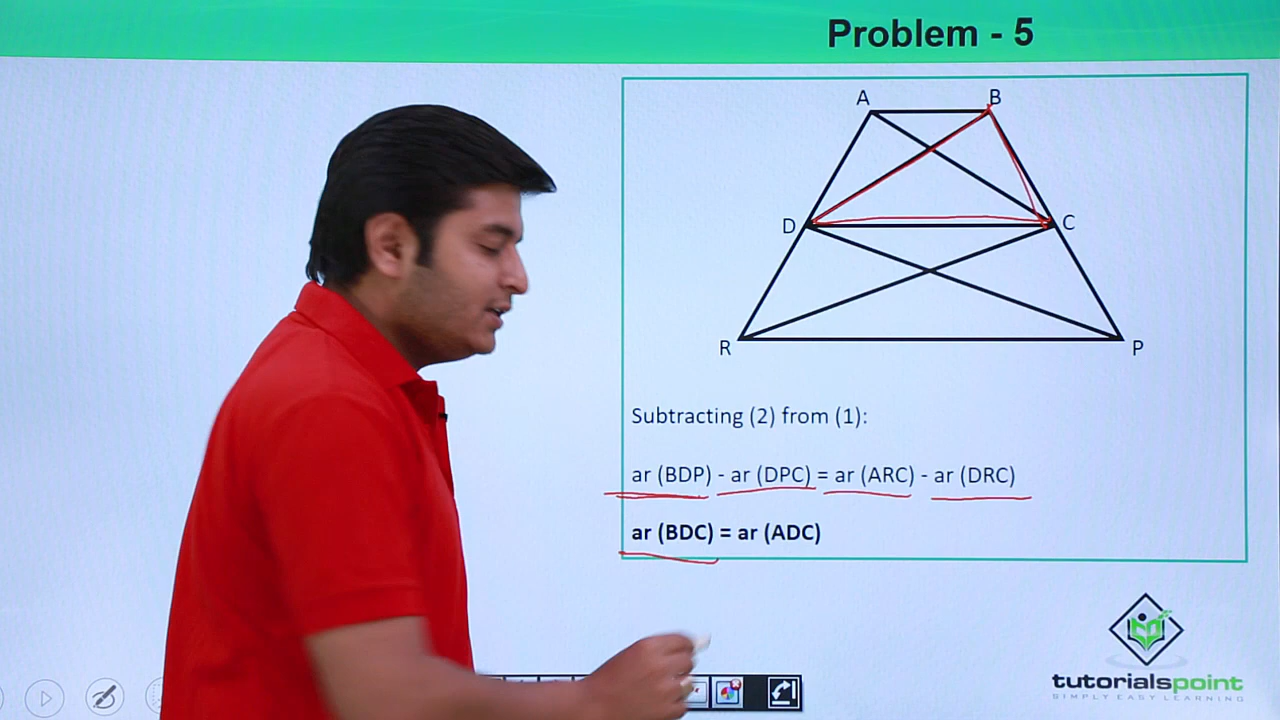 Problem - 5
A B
D C
R P
Subtracting (2) from (1):
ar (BDP) - ar (DPC) = ar (ARC) - ar (DRC)
ar (BDC) = ar (ADC)
tutorialspoint
SIMPLY EASY LEARNING